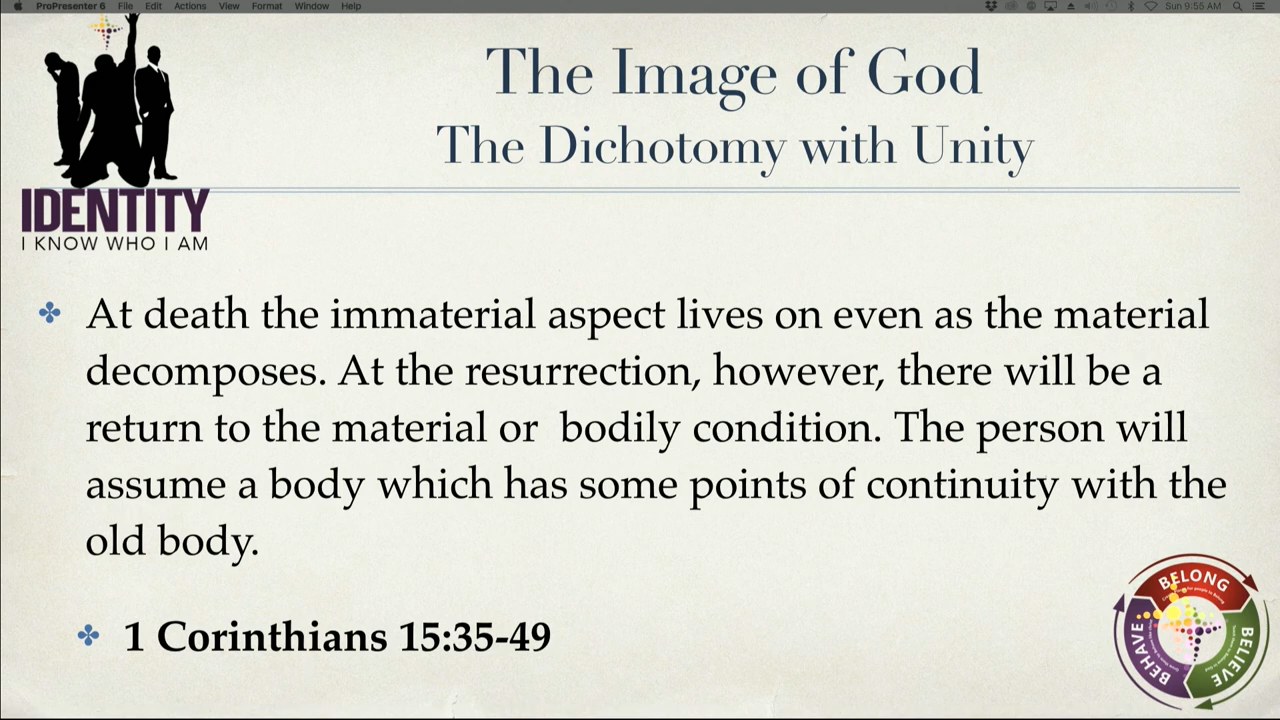 ProPresenter 6 File Edit Actions View Format Window Help Sun 9:55 AM
The Image of God
The Dichotomy with Unity
IDENTITY
I KNOW WHO I AM
At death the immaterial aspect lives on even as the material
decomposes. At the resurrection, however, there will be a
return to the material or bodily condition. The person will
assume a body which has some points of continuity with the
old body.
1 Corinthians 15:35-49
BELONG
BELIEVE
BEHAVE